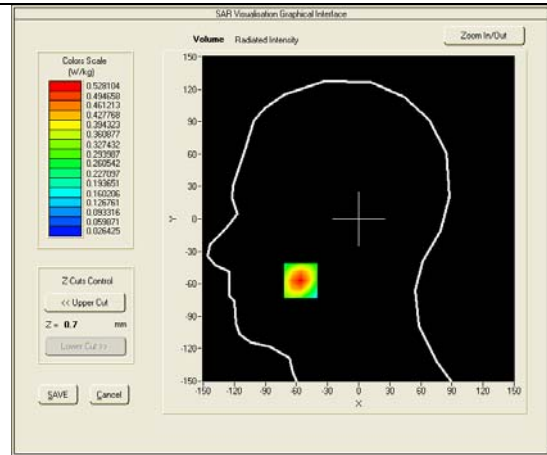 SAR Visualisation Graphical Interface
Volume Radiated Intensity
Zoom In/Out
Colors Scale
(W/kg)
0.528104
0.494658
0.461213
0.427768
0.394323
0.360877
0.327432
0.293987
0.260542
0.227097
0.193651
0.160206
0.126761
0.093316
0.059871
0.026425
Z Cuts Control
<< Upper Cut
Z = 0.7 mm
Lower Cut >>
SAVE Cancel
150
120
90
60
30
0
-30
-60
-90
-120
-150
Y
-150 -120 -90 -60 -30 0 30 60 90 120 150
X